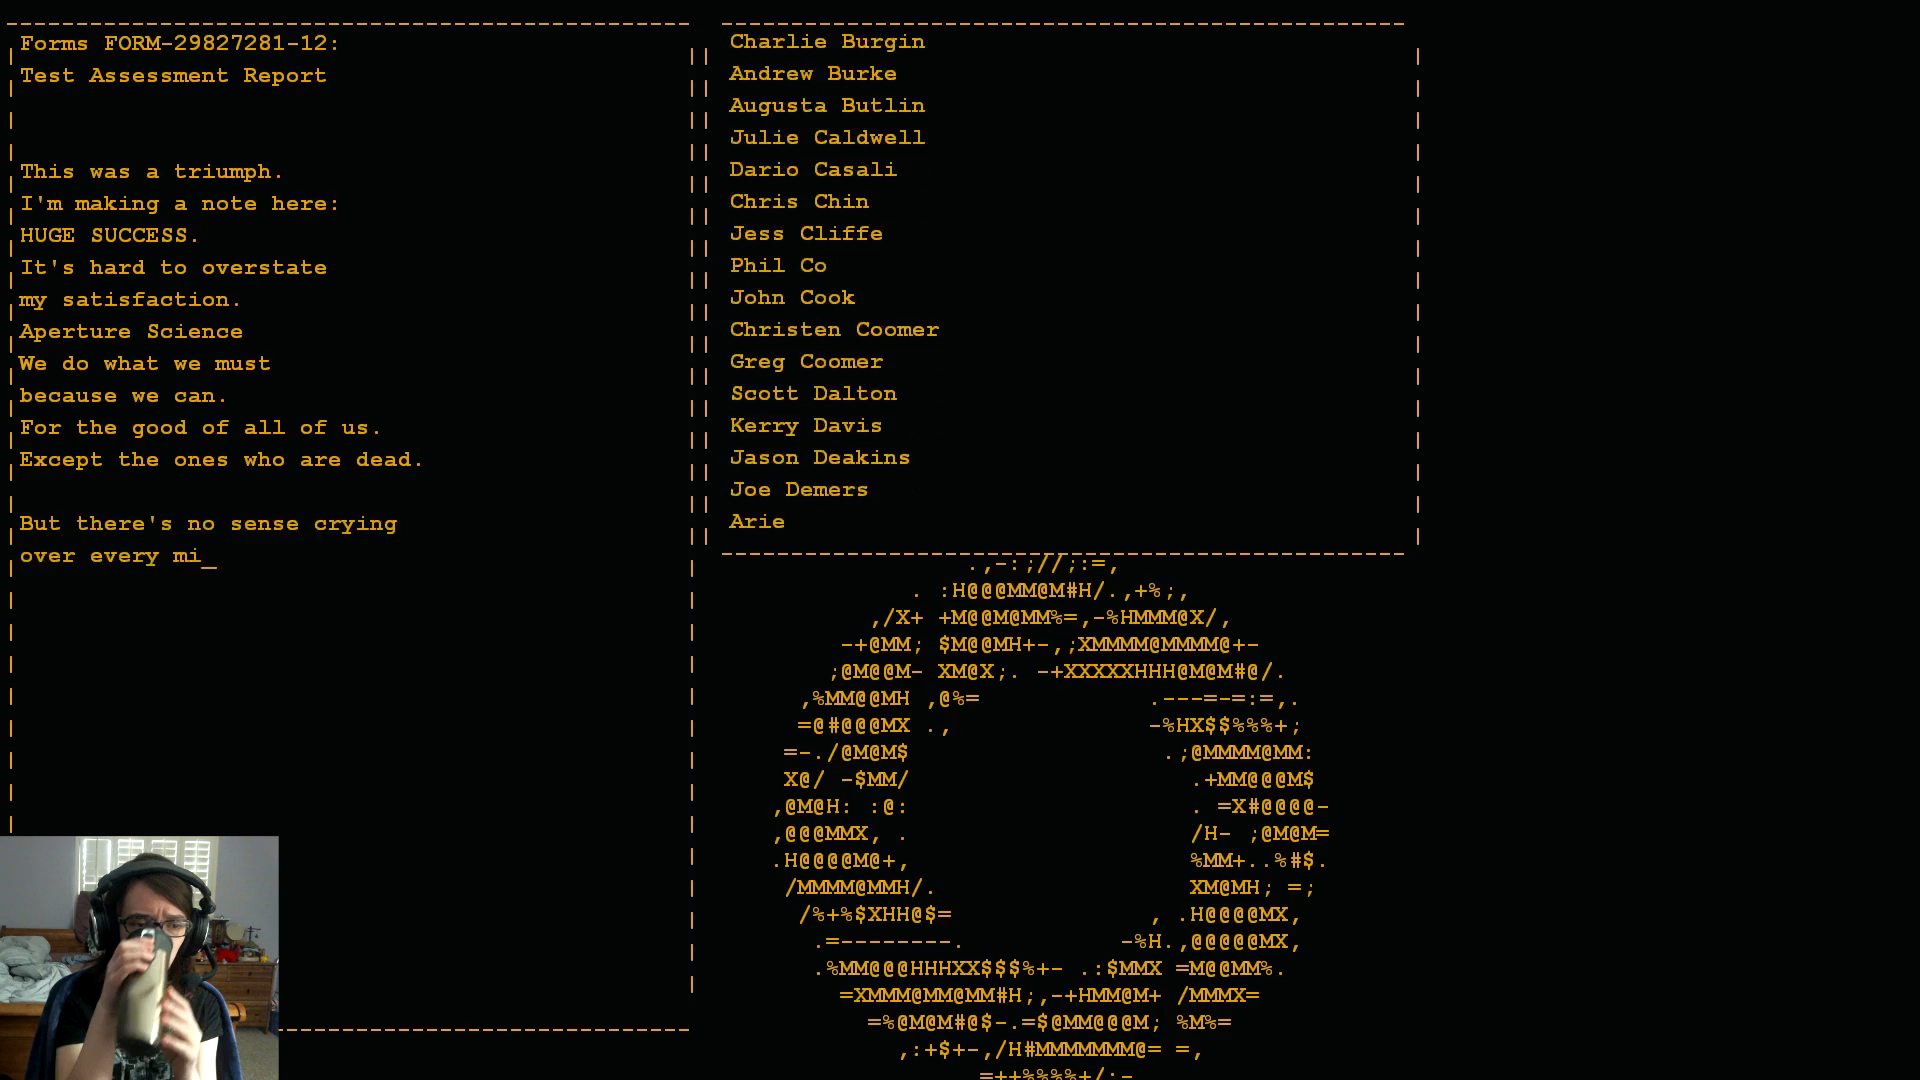 Forms FORM-29827281-12:
Test Assessment Report
This was a triumph.
I'm making a note here:
HUGE SUCCESS.
It's hard to overstate
my satisfaction.
Aperture Science
We do what we must
because we can.
For the good of all of us.
Except the ones who are dead.
But there's no sense crying
over every mi_
Charlie Burgin
Andrew Burke
Augusta Butlin
Julie Caldwell
Dario Casali
Chris Chin
Jess Cliffe
Phil Co
John Cook
Christen Coomer
Greg Coomer
Scott Dalton
Kerry Davis
Jason Deakins
Joe Demers
Arie